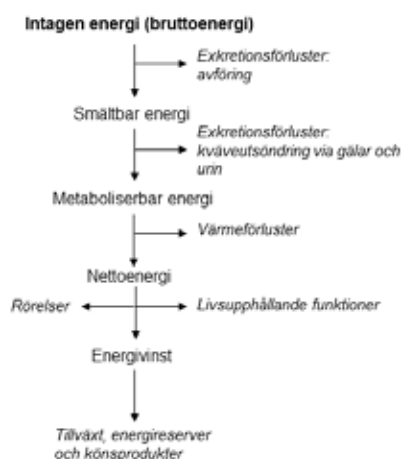 Intagen energi (bruttoenergi)
Exkretionsförluster:
avföring
Smältbar energi
Exkretionsförluster:
kväveutsöndring via gälar och
urin
Metaboliserbar energi
Värmeförluster
Nettoenergi
Rörelser
Livsupphållande funktioner
Energivinst
Tillväxt, energireserver
och könsprodukter